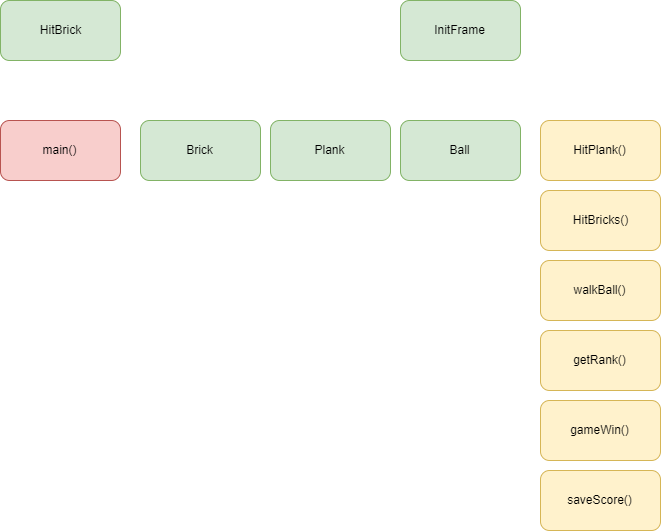 HitBrick
InitFrame
main()
Brick
Plank
Ball
HitPlank()
HitBricks()
walkBall()
getRank()
gameWin()
saveScore()